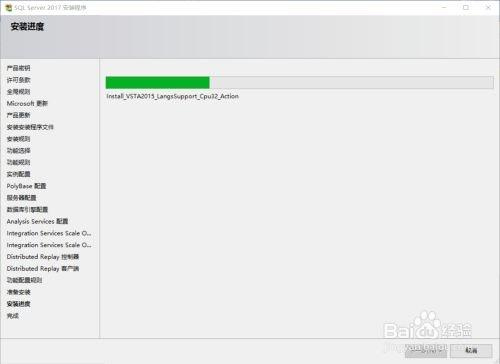 SQL Server 2017 安装程序
安装进度
产品密钥
许可条款
全局规则
Microsoft 更新
产品更新
安装安装程序文件
安装规则
功能选择
功能规则
实例配置
PolyBase 配置
服务器配置
数据库引擎配置
Analysis Services 配置
Integration Services Scale O...
Integration Services Scale O...
Distributed Replay 控制器
Distributed Replay 客户端
功能配置规则
准备安装
安装进度
完成
Install_VSTA2015_LangsSupport_Cpu32_Action
Baidu 经验
jingyan.baidu.com
取消